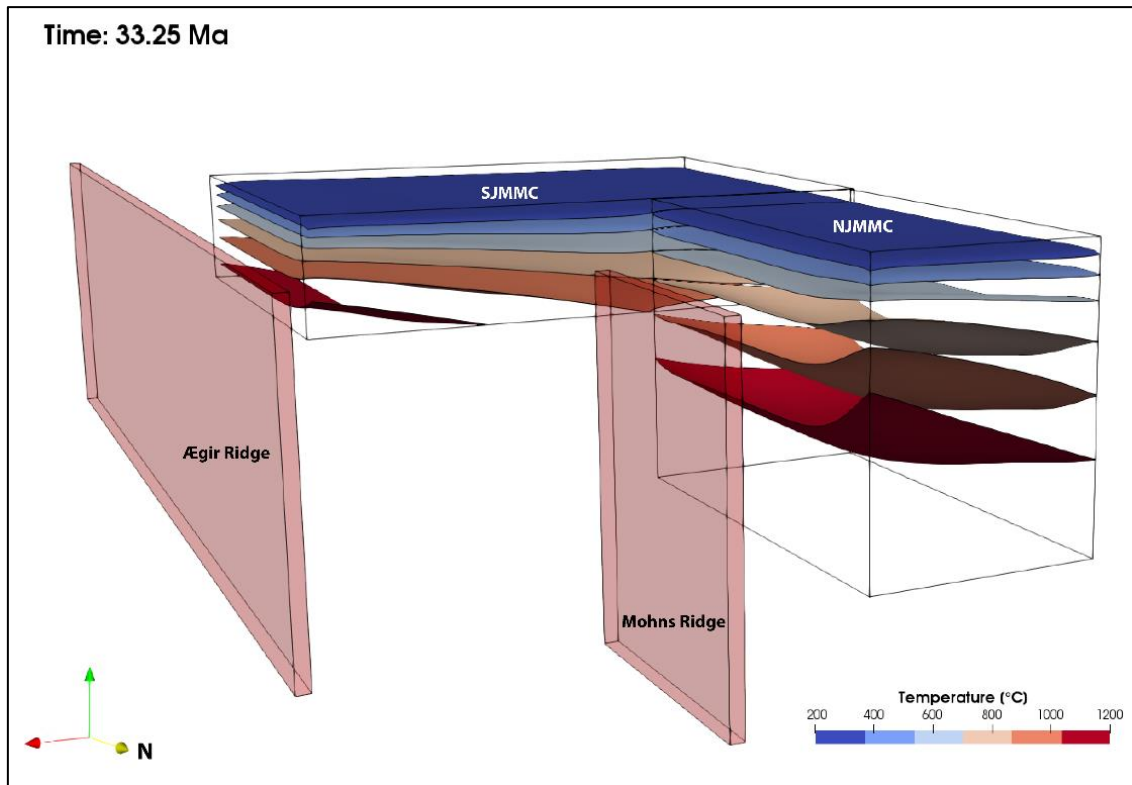 Time: 33.25 Ma
SJMMC
NJMMC
Ægir Ridge
Mohns Ridge
N
Temperature (°C)
200 400 600 800 1000 1200